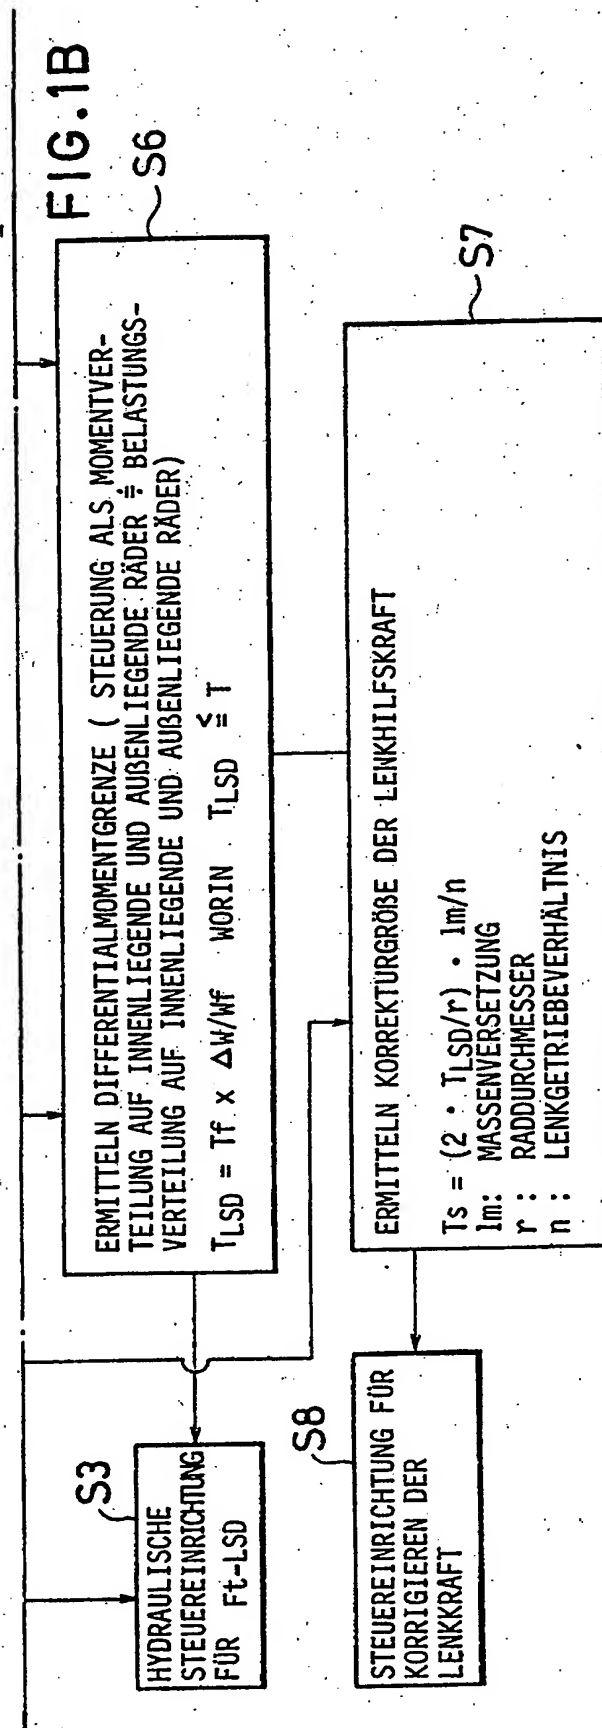 FIG.1B
S6
ERMITTELN DIFFERENTIALMOMENTGRENZE ( STEUERUNG ALS MOMENTVER-
TEILUNG AUF INNENLIEGENDE UND AUßENLIEGENDE RÄDER ≑ BELASTUNGS-
VERTEILUNG AUF INNENLIEGENDE UND AUßENLIEGENDE RÄDER)
TLSD = Tf x ΔW/Wf WORIN TLSD ≦ T
S3
HYDRAULISCHE
STEUEREINRICHTUNG
FÜR Ft-LSD
S7
ERMITTELN KORREKTURGRÖßE DER LENKHILFSKRAFT
Ts = (2 · TLSD/r) · lm/n
lm: MASSENVERSETZUNG
r : RADDURCHMESSER
n : LENKGETRIEBEVERHÄLTNIS
S8
STEUEREINRICHTUNG FÜR
KORRIGIEREN DER
LENKKRAFT